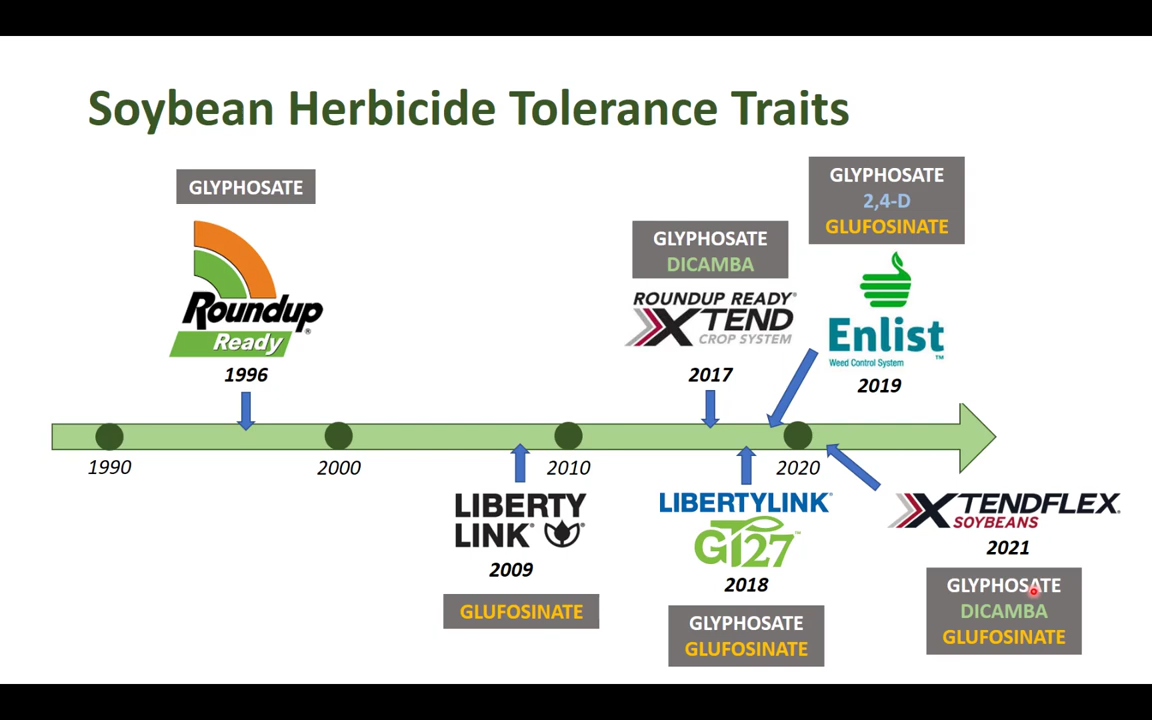 Soybean Herbicide Tolerance Traits
GLYPHOSATE
Roundup®
Ready
1996
GLYPHOSATE
DICAMBA
ROUNDUP READY®
XTEND
CROP SYSTEM
2017
GLYPHOSATE
2,4-D
GLUFOSINATE
Enlist™
Weed Control System
2019
1990
2000
2010
2020
LIBERTY
LINK®
2009
GLUFOSINATE
LIBERTYLINK®
GT27™
2018
GLYPHOSATE
GLUFOSINATE
XTENDFLEX®
SOYBEANS
2021
GLYPHOSATE
DICAMBA
GLUFOSINATE